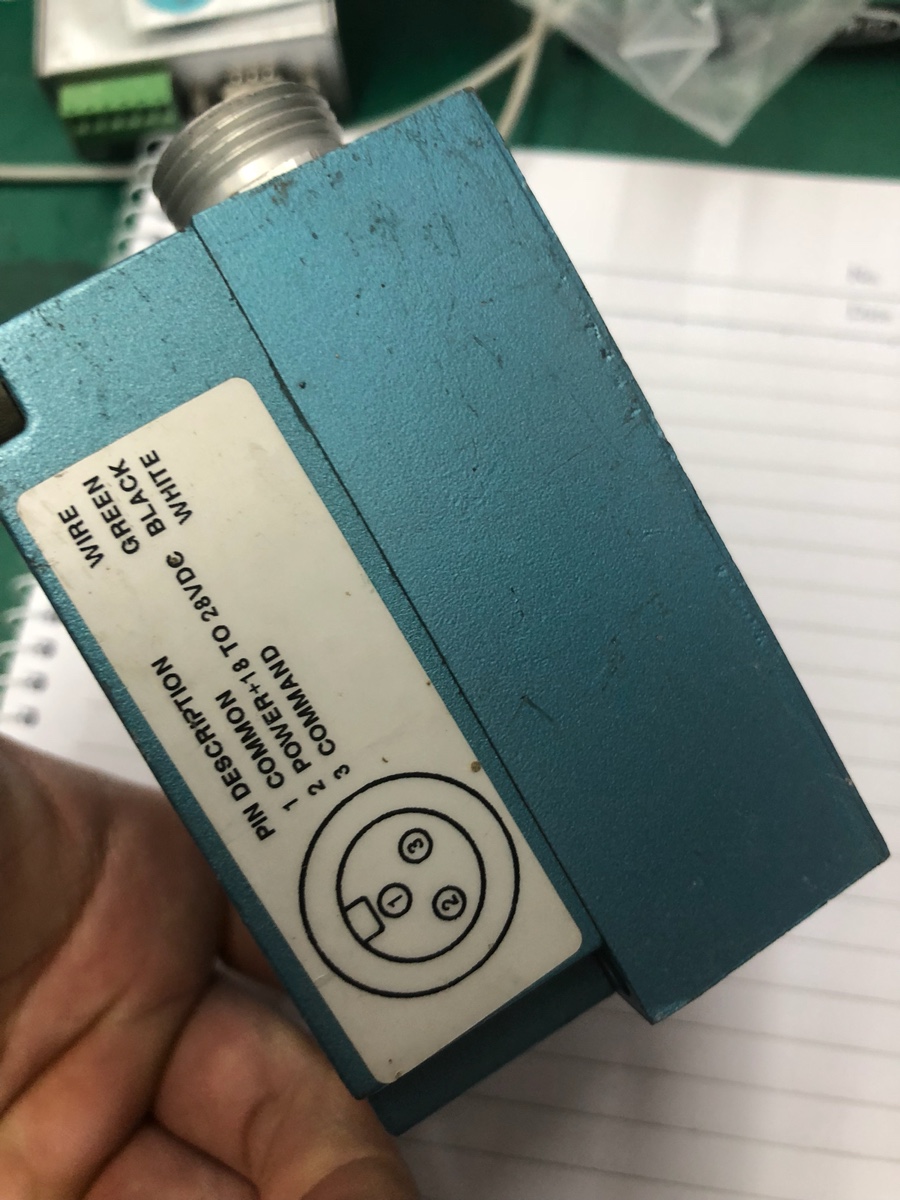 PIN DESCRIPTION WIRE
1 COMMON GREEN
2 POWER+18 TO 28VDC BLACK
3 COMMAND WHITE
1
2
3